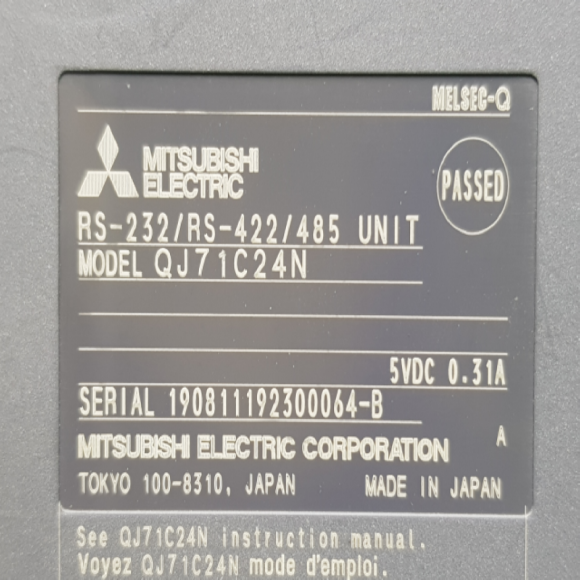 MELSEC-Q
MITSUBISHI
ELECTRIC
PASSED
RS-232/RS-422/485 UNIT
MODEL QJ71C24N
5VDC 0.31A
SERIAL 190811192300064-B
MITSUBISHI ELECTRIC CORPORATION A
TOKYO 100-8310, JAPAN MADE IN JAPAN
See QJ71C24N instruction manual.
Voyez QJ71C24N mode d'emploi.